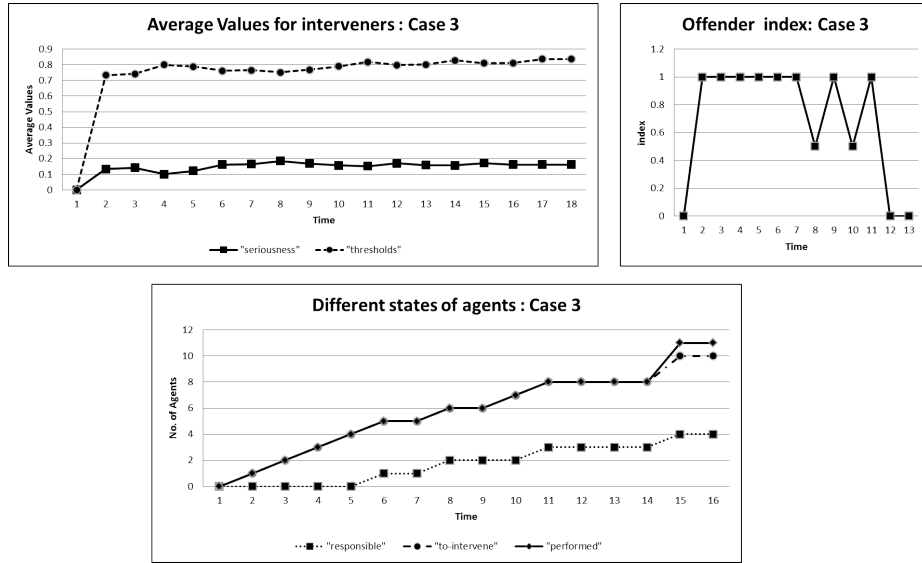 Average Values for interveners : Case 3
0.9
0.8
0.7
0.6
0.5
0.4
0.3
0.2
0.1
0
Average Values
1 2 3 4 5 6 7 8 9 10 11 12 13 14 15 16 17 18
Time
"seriousness" "thresholds"
Offender index: Case 3
1.2
1
0.8
0.6
0.4
0.2
0
index
1 2 3 4 5 6 7 8 9 10 11 12 13
Time
Different states of agents : Case 3
12
10
8
6
4
2
0
No. of Agents
1 2 3 4 5 6 7 8 9 10 11 12 13 14 15 16
Time
"responsible" "to-intervene" "performed"